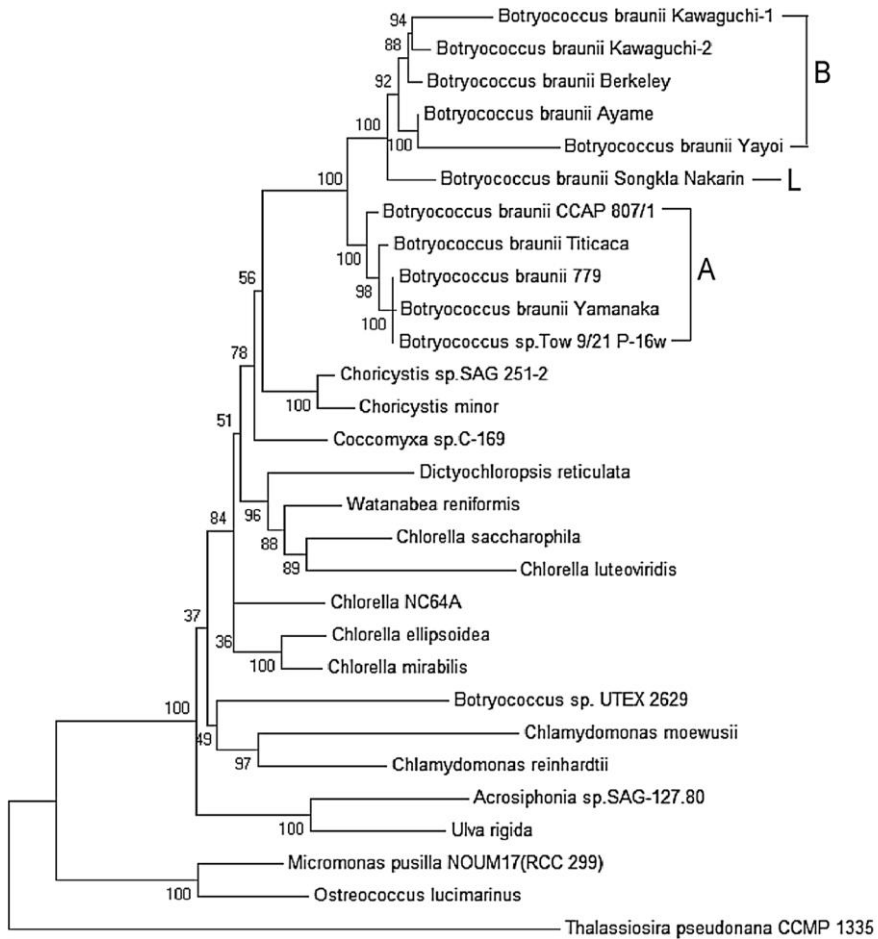 94
Botryococcus braunii Kawaguchi-1
88
Botryococcus braunii Kawaguchi-2
92
Botryococcus braunii Berkeley
B
Botryococcus braunii Ayame
100
100
Botryococcus braunii Yayoi
100
Botryococcus braunii Songkla Nakarin
L
Botryococcus braunii CCAP 807/1
100
Botryococcus braunii Titicaca
A
56
Botryococcus braunii 779
98
Botryococcus braunii Yamanaka
100
Botryococcus sp.Tow 9/21 P-16w
78
Choricystis sp.SAG 251-2
100
Choricystis minor
51
Coccomyxa sp.C-169
Dictyochloropsis reticulata
96
Watanabea reniformis
84
88
Chlorella saccharophila
89
Chlorella luteoviridis
Chlorella NC64A
37
36
Chlorella ellipsoidea
100
Chlorella mirabilis
100
Botryococcus sp. UTEX 2629
49
Chlamydomonas moewusii
97
Chlamydomonas reinhardtii
Acrosiphonia sp.SAG-127.80
100
Ulva rigida
Micromonas pusilla NOUM17(RCC 299)
100
Ostreococcus lucimarinus
Thalassiosira pseudonana CCMP 1335